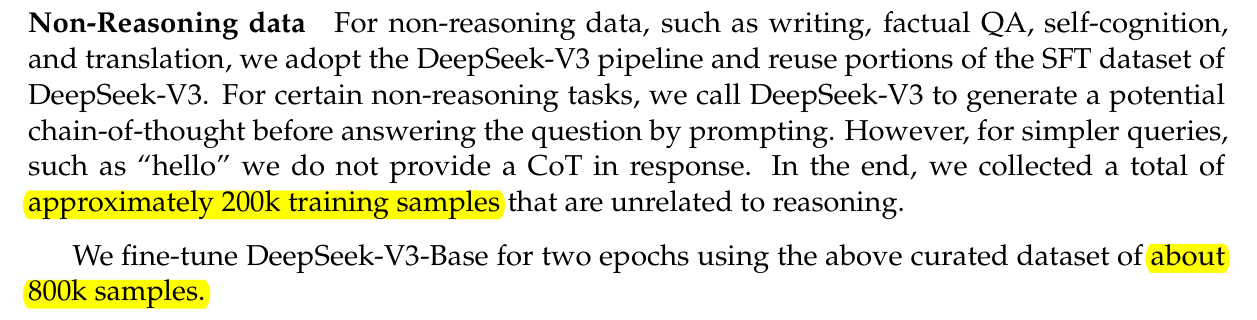 Non-Reasoning data For non-reasoning data, such as writing, factual QA, self-cognition,
and translation, we adopt the DeepSeek-V3 pipeline and reuse portions of the SFT dataset of
DeepSeek-V3. For certain non-reasoning tasks, we call DeepSeek-V3 to generate a potential
chain-of-thought before answering the question by prompting. However, for simpler queries,
such as “hello” we do not provide a CoT in response. In the end, we collected a total of
approximately 200k training samples that are unrelated to reasoning.
We fine-tune DeepSeek-V3-Base for two epochs using the above curated dataset of about
800k samples.